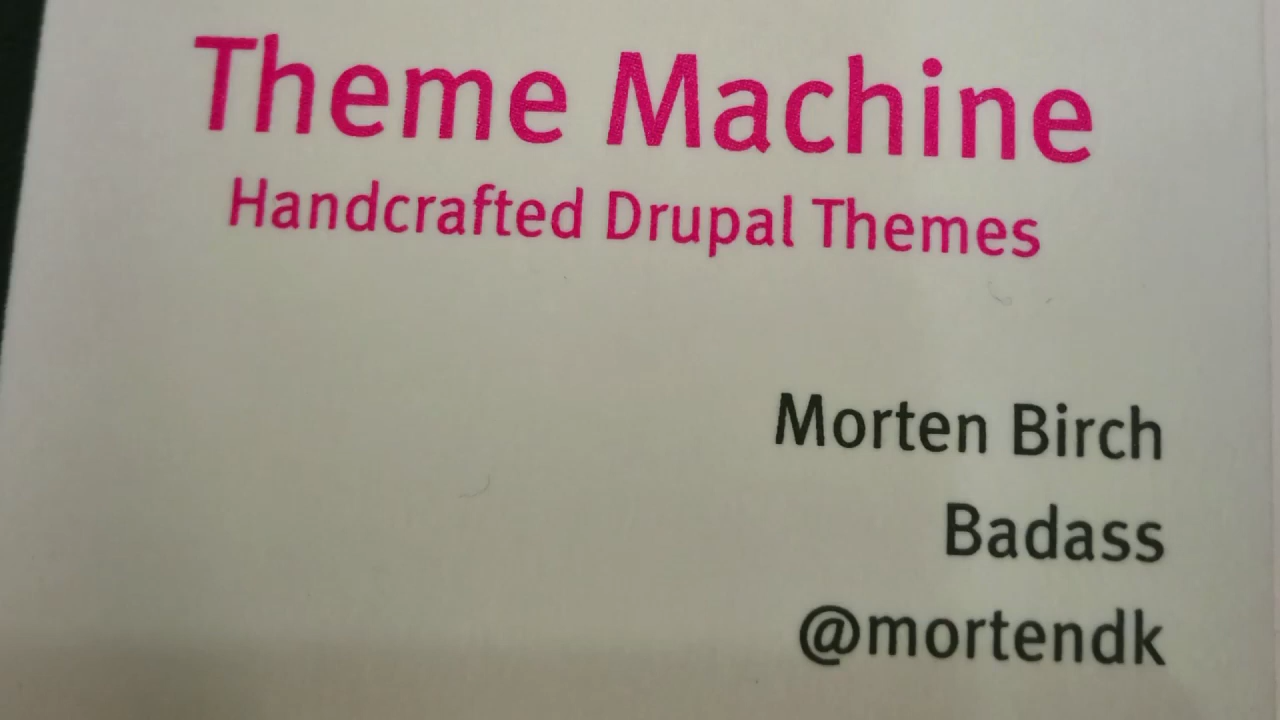 Theme Machine
Handcrafted Drupal Themes
Morten Birch
Badass
@mortendk